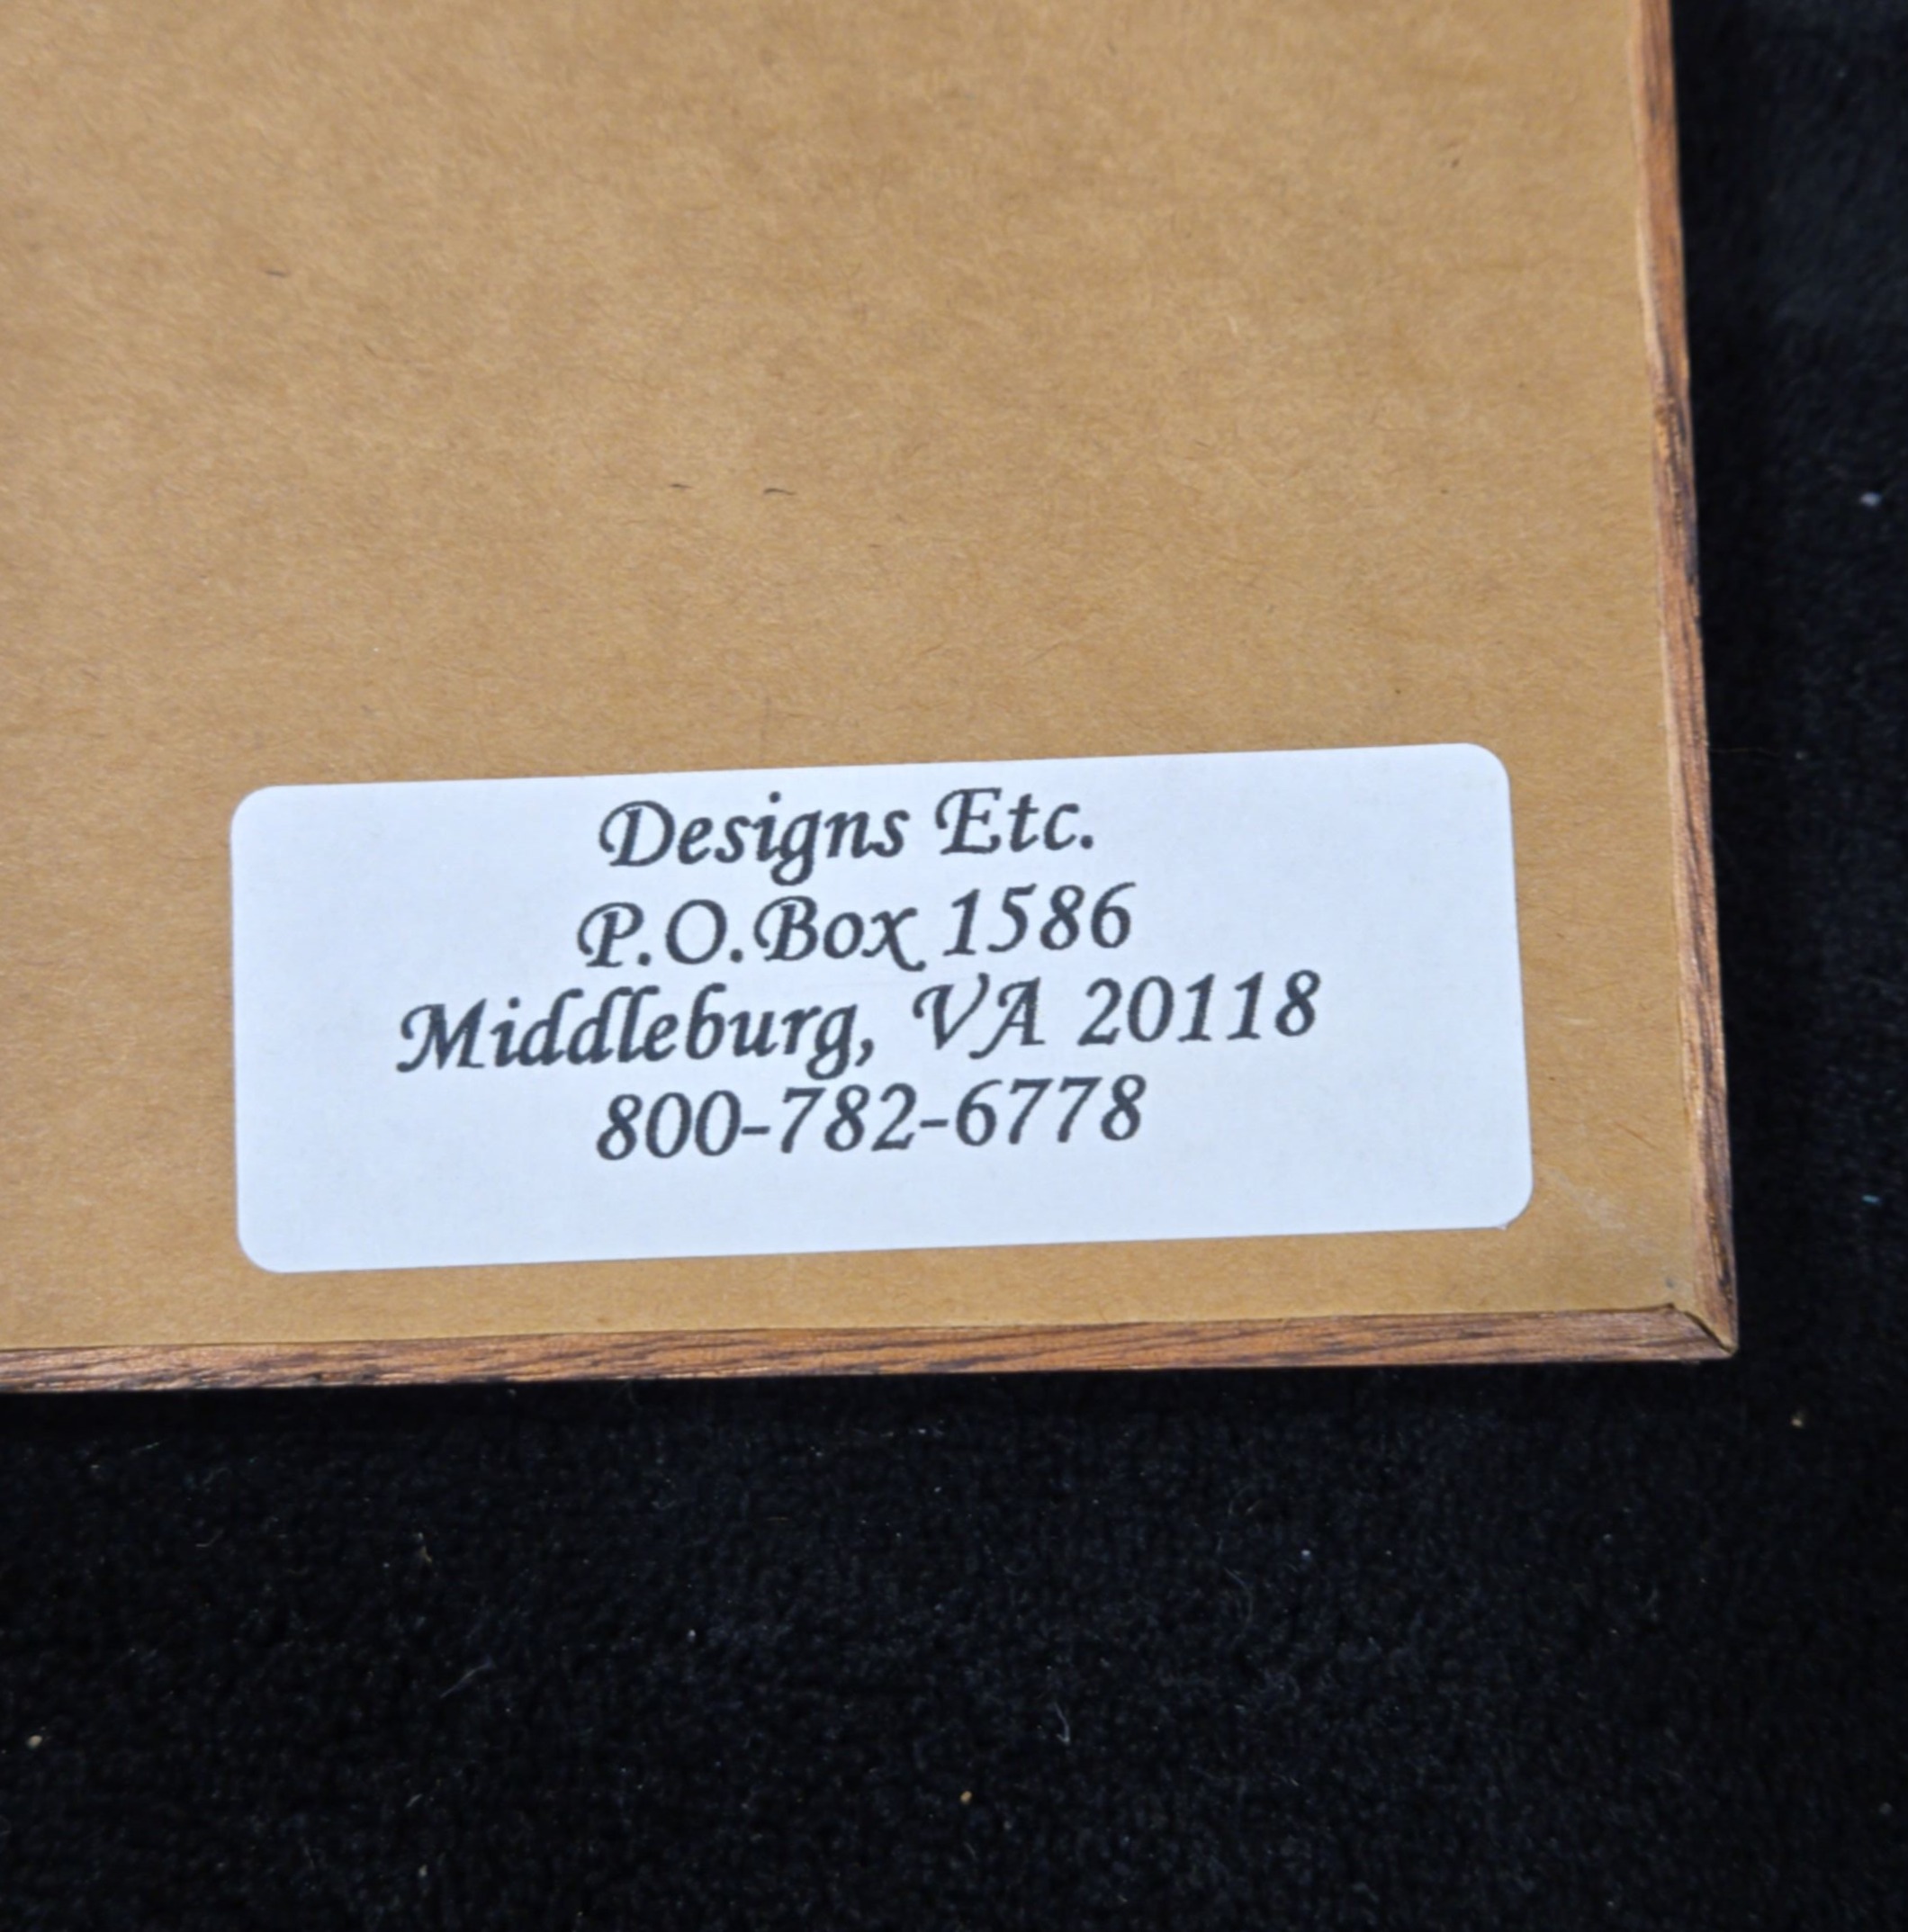 Designs Etc.
P.O.Box 1586
Middleburg, VA 20118
800-782-6778